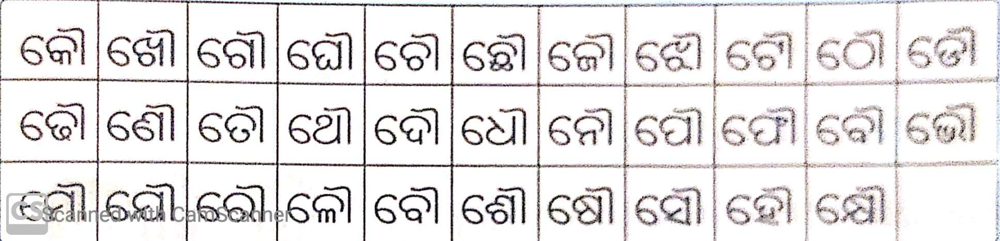 କୌ ଖୌ ଗୌ ଘୌ ଚୌ ଛୌ ଜୌ ଝୌ ଟୌ ଠୌ ଡୌ
ଢୌ ଣୌ ତୌ ଥୌ ଦୌ ଧୌ ନୌ ପୌ ଫୌ ବୌ ଭୌ
ମୌ ଯୌ ରୌ ଳୌ ବୌ ଶୌ ଷୌ ସୌ ହୌ କ୍ଷୌ
CS Scanned with CamScanner